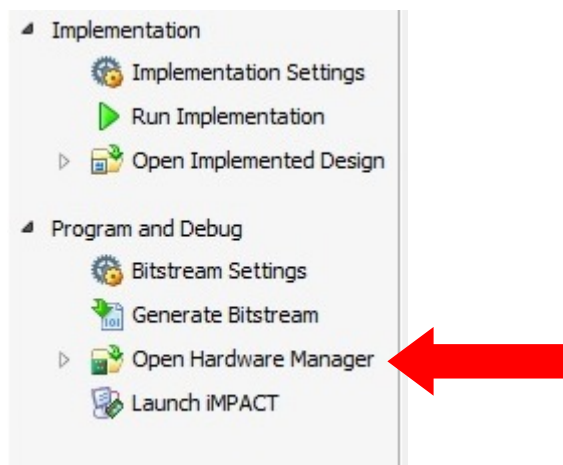 Implementation
Implementation Settings
Run Implementation
Open Implemented Design
Program and Debug
Bitstream Settings
Generate Bitstream
Open Hardware Manager
Launch iMPACT